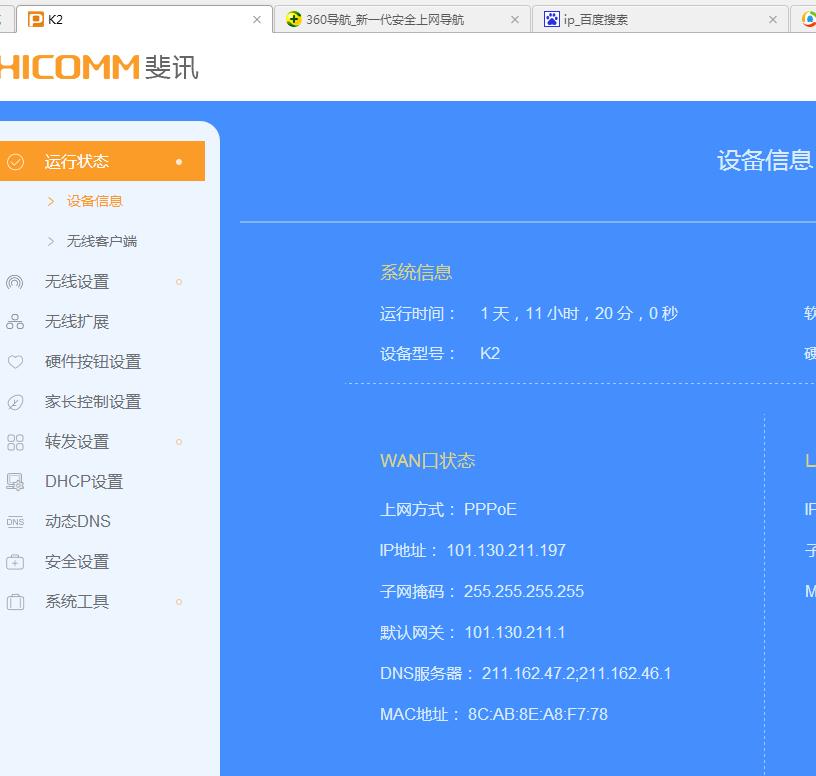 K2
360导航_新一代安全上网导航
ip_百度搜索
HICOMM 斐讯
运行状态
设备信息
无线客户端
无线设置
无线扩展
硬件按钮设置
家长控制设置
转发设置
DHCP设置
DNS
动态DNS
安全设置
系统工具
设备信息
系统信息
运行时间： 1 天，11 小时，20 分，0 秒
软
设备型号： K2
硬
WAN口状态
上网方式： PPPoE
IP地址： 101.130.211.197
子网掩码： 255.255.255.255
默认网关： 101.130.211.1
DNS服务器： 211.162.47.2;211.162.46.1
MAC地址： 8C:AB:8E:A8:F7:78
L
IP
子
M